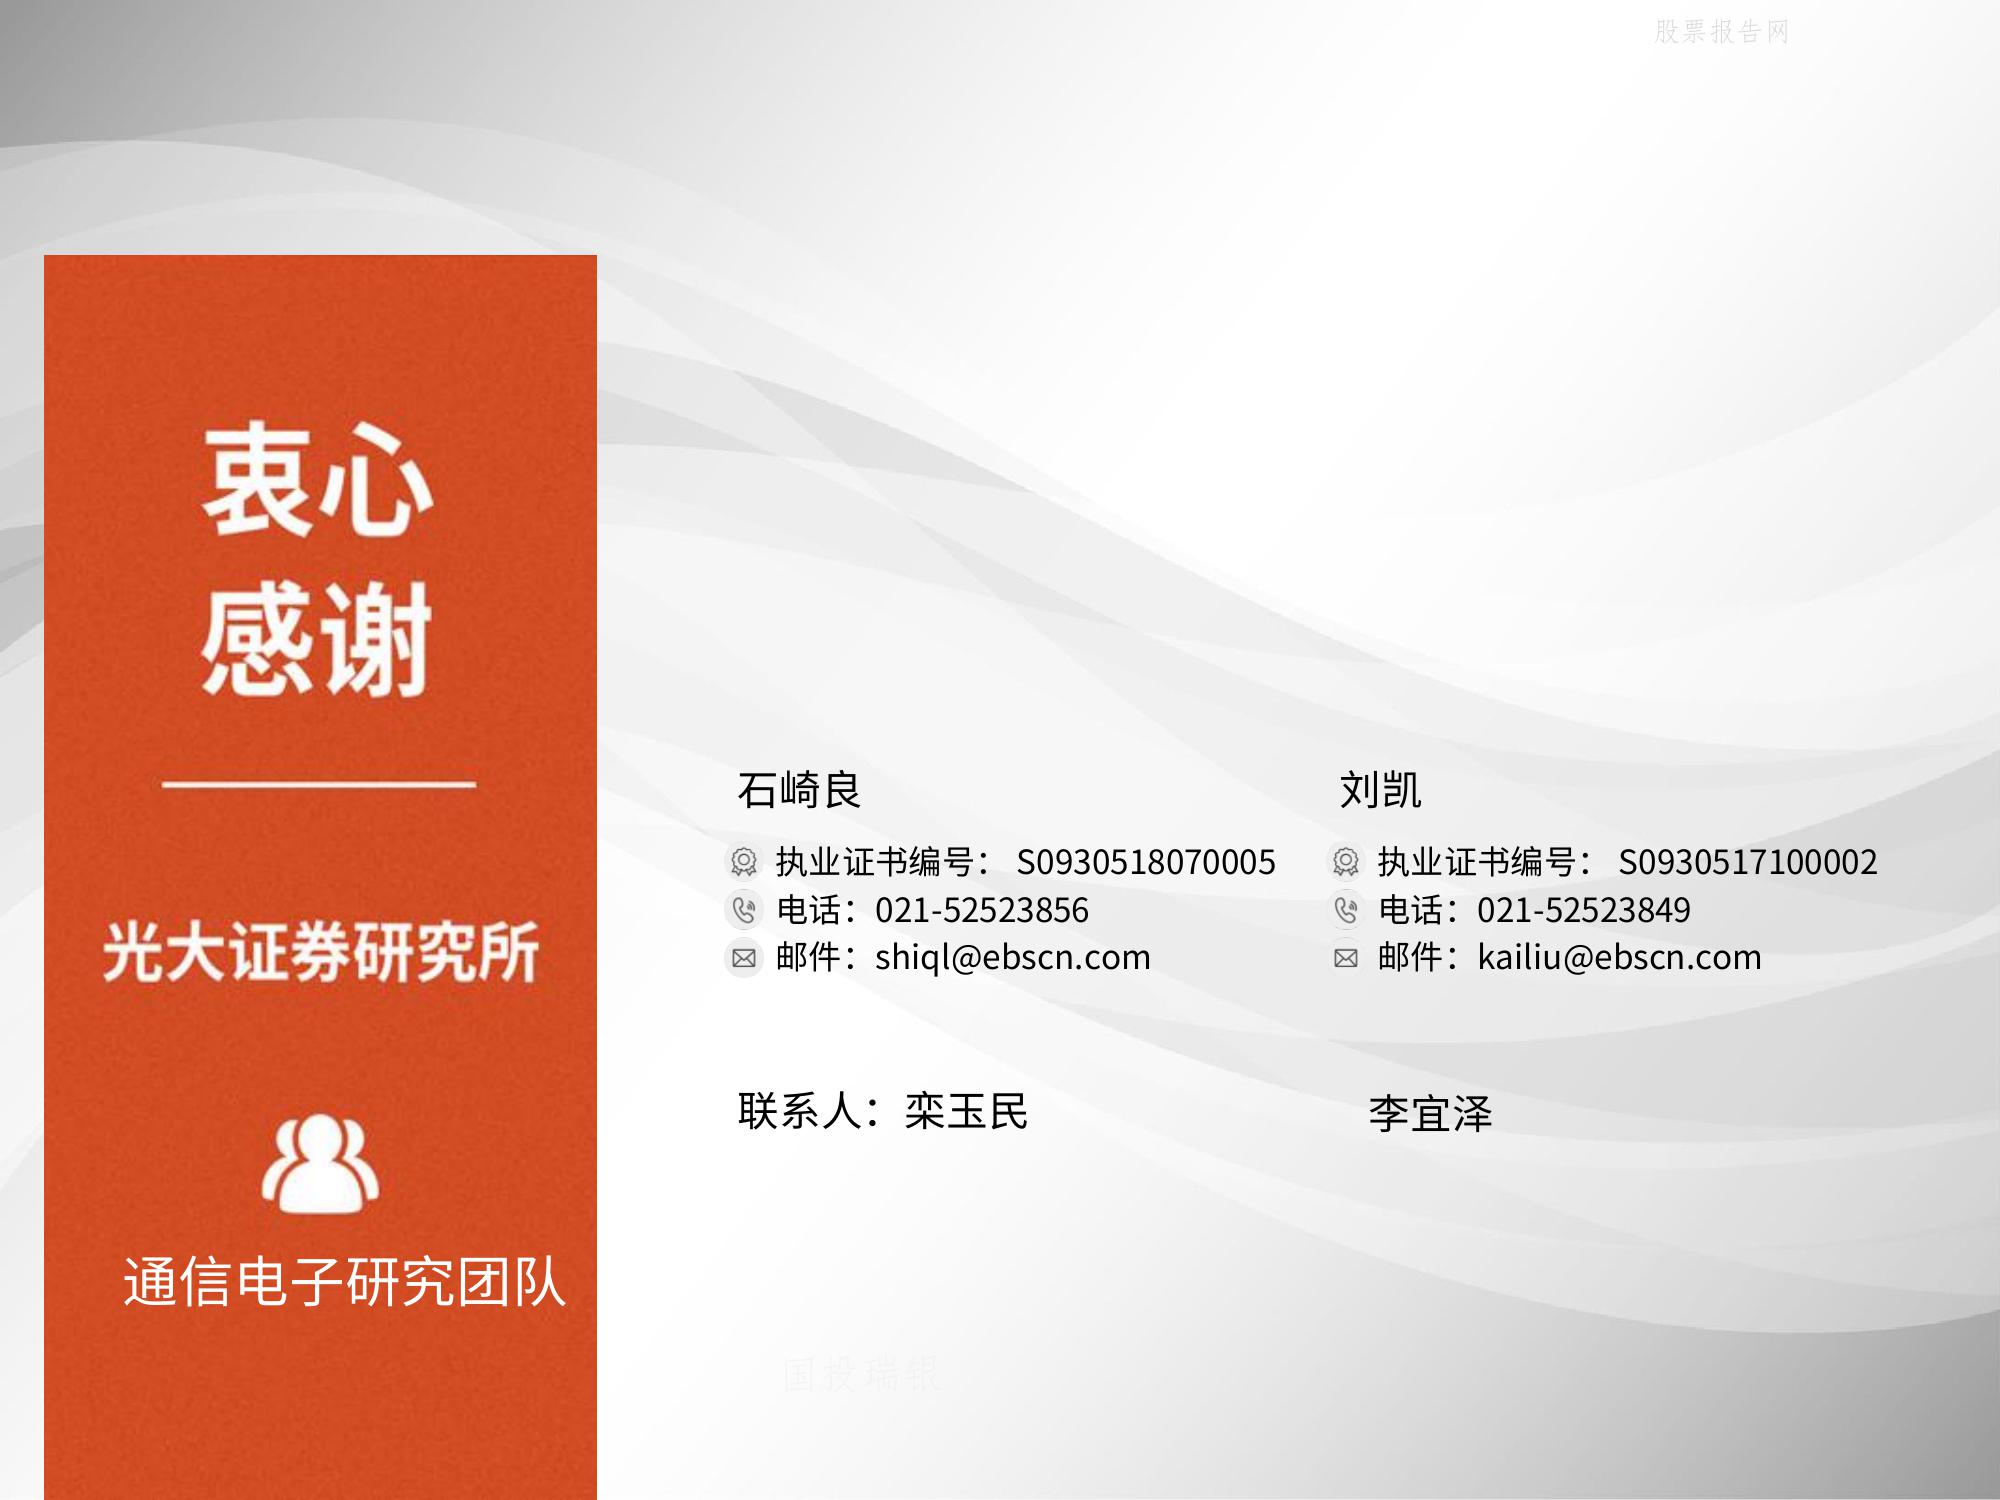 股票报告网
衷心
感谢
光大证券研究所
通信电子研究团队
石崎良
执业证书编号： S0930518070005
电话：021-52523856
邮件：shiql@ebscn.com
刘凯
执业证书编号： S0930517100002
电话：021-52523849
邮件：kailiu@ebscn.com
联系人：栾玉民
李宜泽
国投瑞银